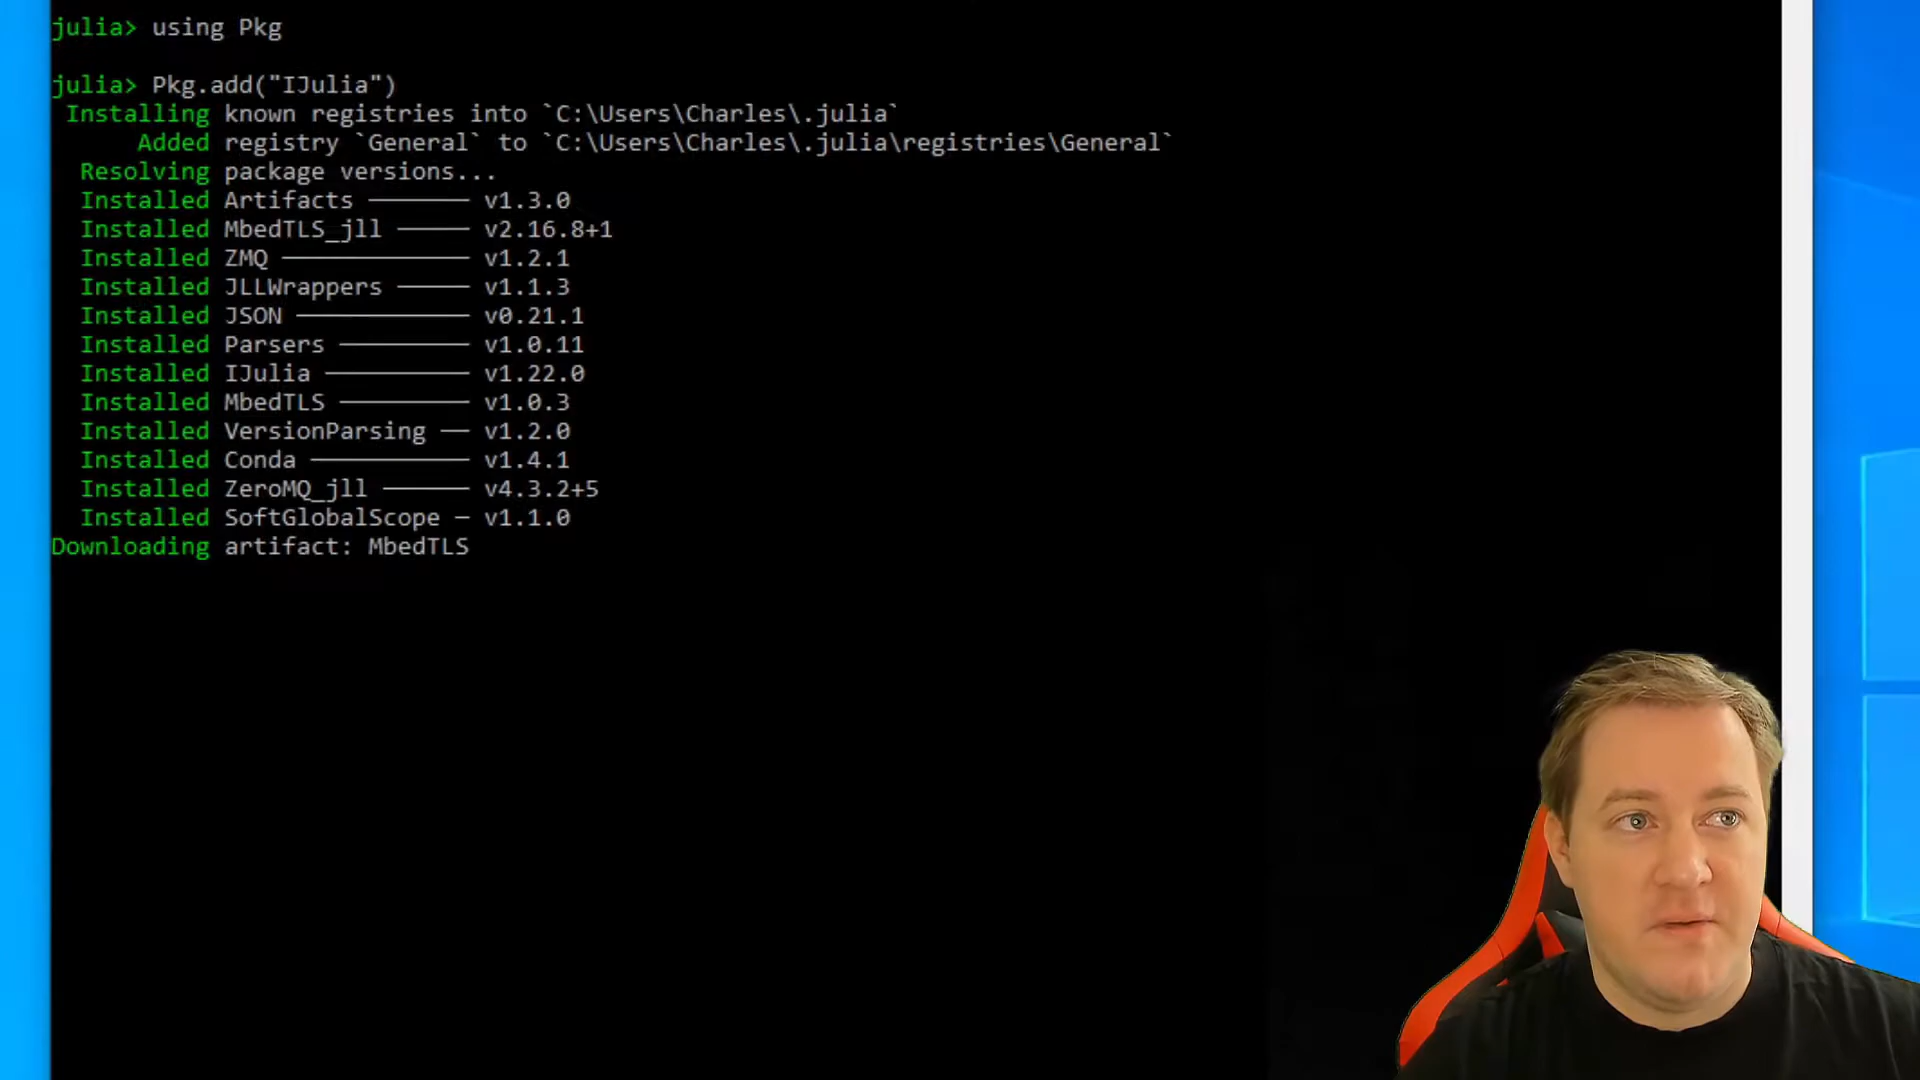 julia> using Pkg
julia> Pkg.add("IJulia")
Installing known registries into `C:\Users\Charles\.julia`
Added registry `General` to `C:\Users\Charles\.julia\registries\General`
Resolving package versions...
Installed Artifacts ─────── v1.3.0
Installed MbedTLS_jll ───── v2.16.8+1
Installed ZMQ ───────────── v1.2.1
Installed JLLWrappers ───── v1.1.3
Installed JSON ──────────── v0.21.1
Installed Parsers ───────── v1.0.11
Installed IJulia ────────── v1.22.0
Installed MbedTLS ───────── v1.0.3
Installed VersionParsing ── v1.2.0
Installed Conda ─────────── v1.4.1
Installed ZeroMQ_jll ────── v4.3.2+5
Installed SoftGlobalScope ─ v1.1.0
Downloading artifact: MbedTLS